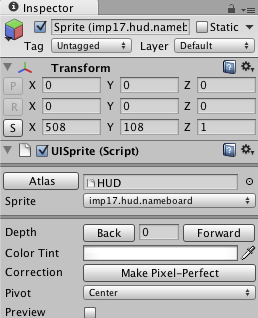 Inspector
Sprite (imp17.hud.nameb
Static
Tag Untagged Layer Default
Transform
P X 0 Y 0 Z 0
R X 0 Y 0 Z 0
S X 508 Y 108 Z 1
UISprite (Script)
Atlas HUD
Sprite imp17.hud.nameboard
Depth Back 0 Forward
Color Tint
Correction Make Pixel-Perfect
Pivot Center
Preview